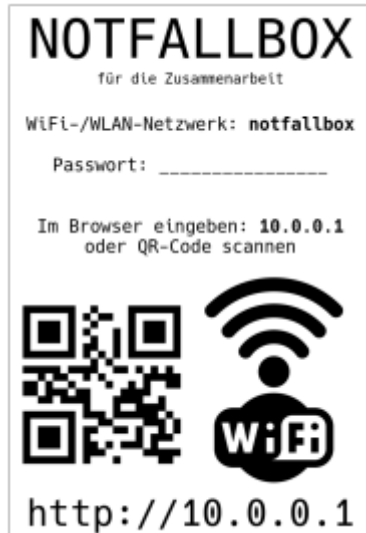 NOTFALLBOX
für die Zusammenarbeit
WiFi-/WLAN-Netzwerk: notfallbox
Passwort: ________________
Im Browser eingeben: 10.0.0.1
oder QR-Code scannen
WiFi
http://10.0.0.1